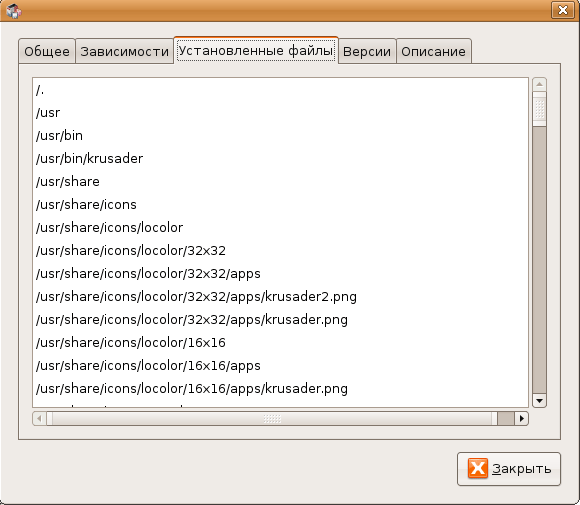 Общее Зависимости Установленные файлы Версии Описание
/.
/usr
/usr/bin
/usr/bin/krusader
/usr/share
/usr/share/icons
/usr/share/icons/locolor
/usr/share/icons/locolor/32x32
/usr/share/icons/locolor/32x32/apps
/usr/share/icons/locolor/32x32/apps/krusader2.png
/usr/share/icons/locolor/32x32/apps/krusader.png
/usr/share/icons/locolor/16x16
/usr/share/icons/locolor/16x16/apps
/usr/share/icons/locolor/16x16/apps/krusader.png
Закрыть